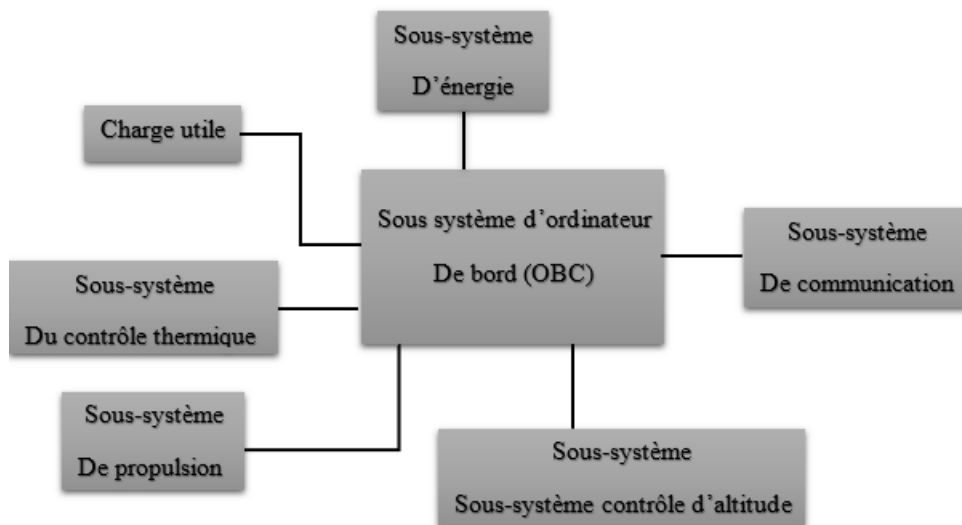 Sous-système
D'énergie
Charge utile
Sous système d'ordinateur
De bord (OBC)
Sous-système
De communication
Sous-système
Du contrôle thermique
Sous-système
De propulsion
Sous-système
Sous-système contrôle d'altitude